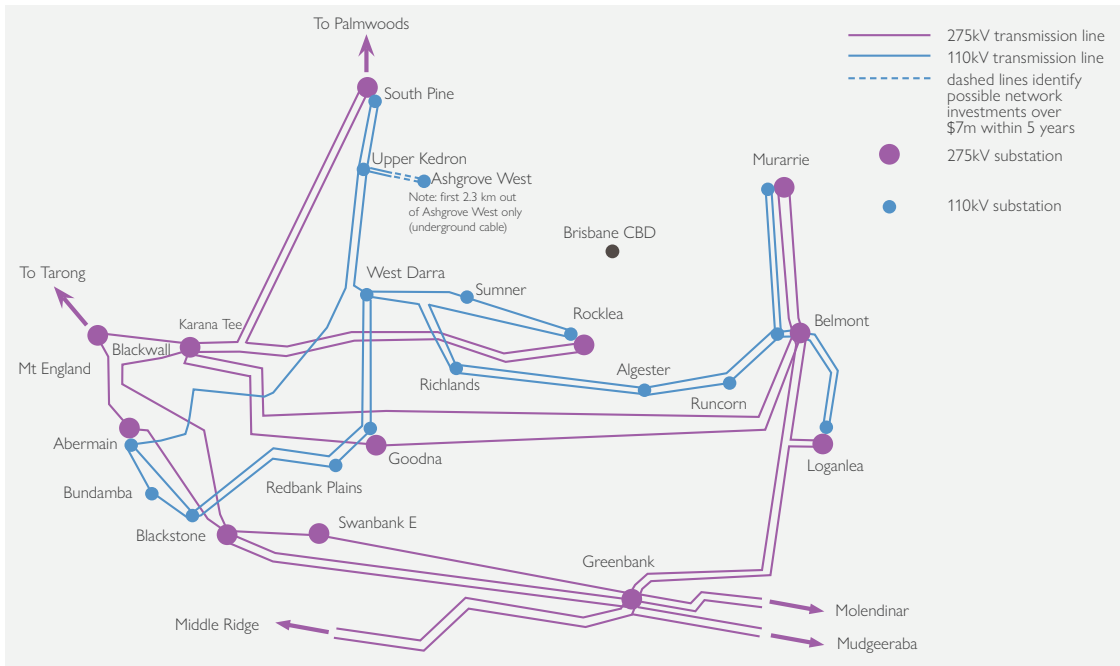 To Palmwoods
275kV transmission line
110kV transmission line
dashed lines identify
possible network
investments over
$7m within 5 years
275kV substation
110kV substation
South Pine
Upper Kedron
Ashgrove West
Note: first 2.3 km out
of Ashgrove West only
(underground cable)
Murarrie
Brisbane CBD
To Tarong
West Darra
Sumner
Rocklea
Karana Tee
Blackwall
Mt England
Belmont
Richlands
Algester
Runcorn
Abermain
Goodna
Loganlea
Bundamba
Redbank Plains
Blackstone
Swanbank E
Greenbank
Middle Ridge
Molendinar
Mudgeeraba